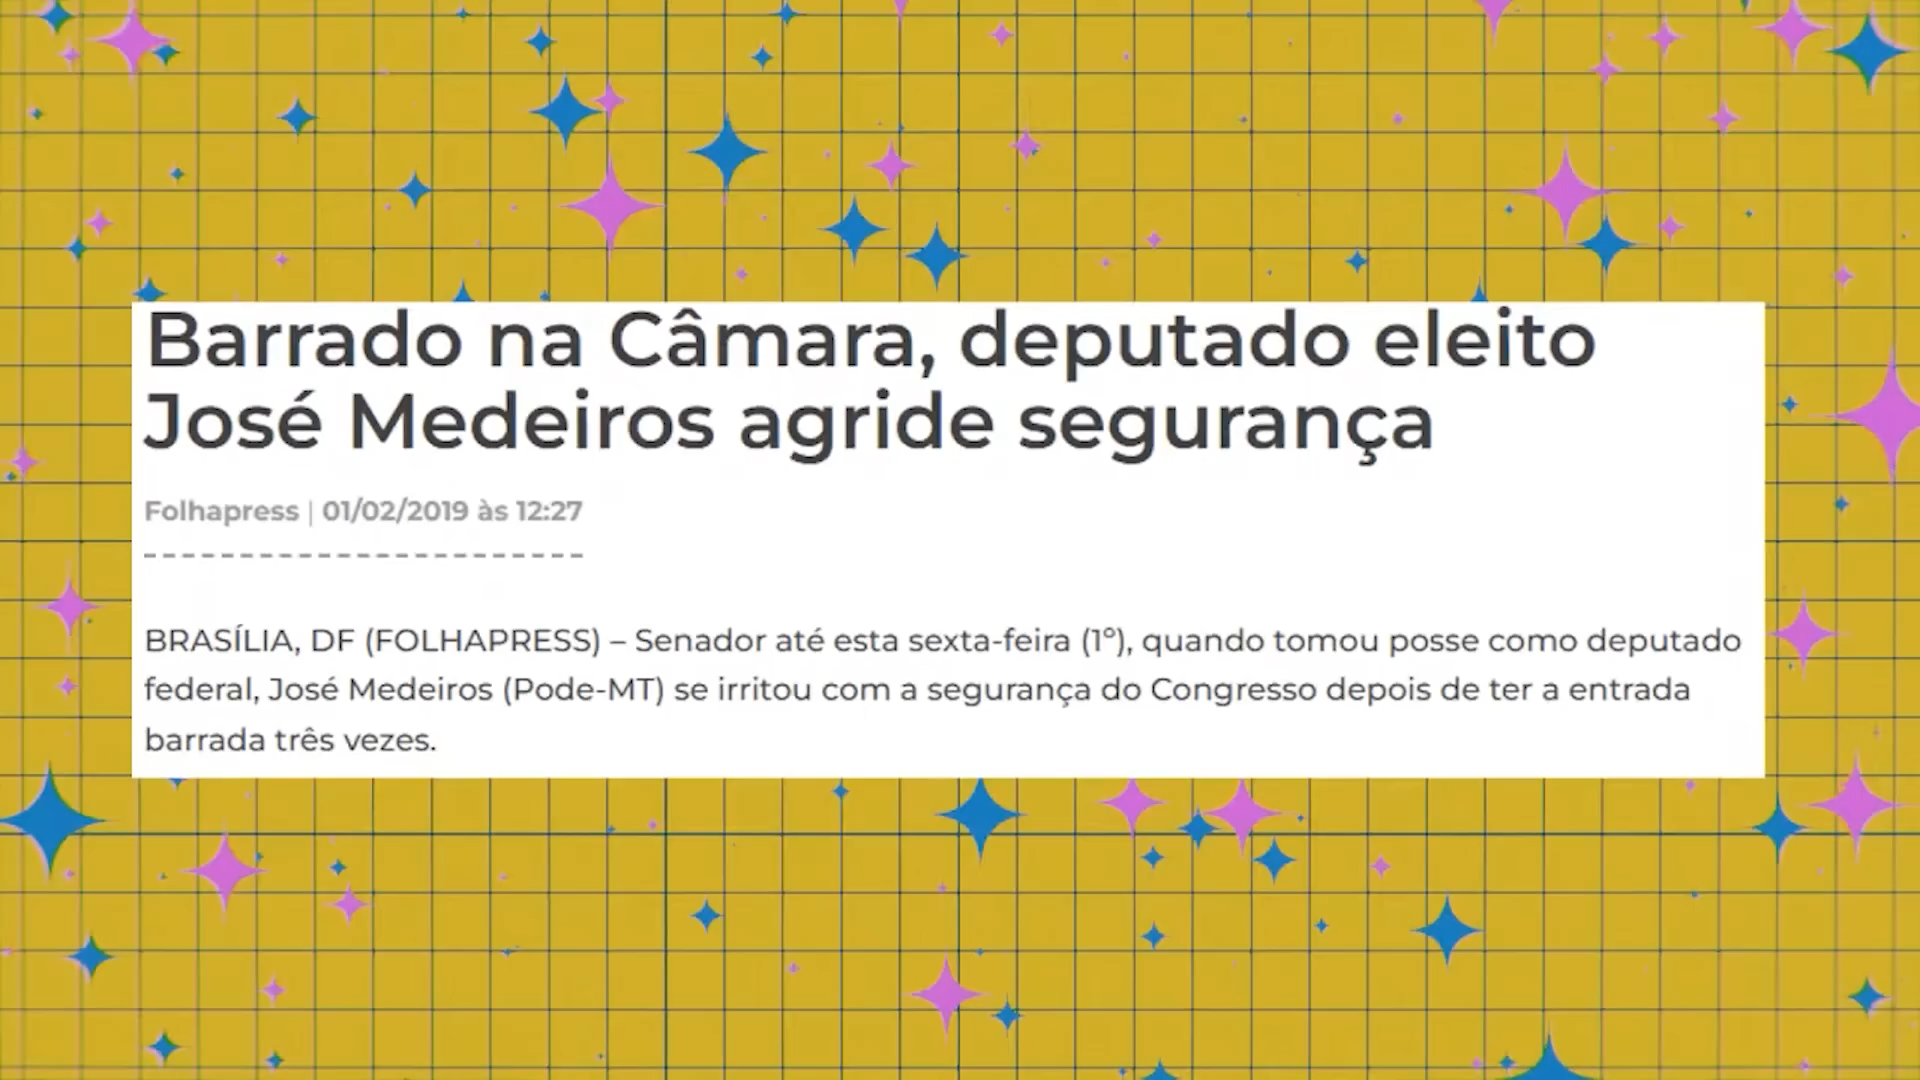 Barrado na Câmara, deputado eleito
José Medeiros agride segurança
Folhapress | 01/02/2019 às 12:27
BRASÍLIA, DF (FOLHAPRESS) – Senador até esta sexta-feira (1º), quando tomou posse como deputado
federal, José Medeiros (Pode-MT) se irritou com a segurança do Congresso depois de ter a entrada
barrada três vezes.